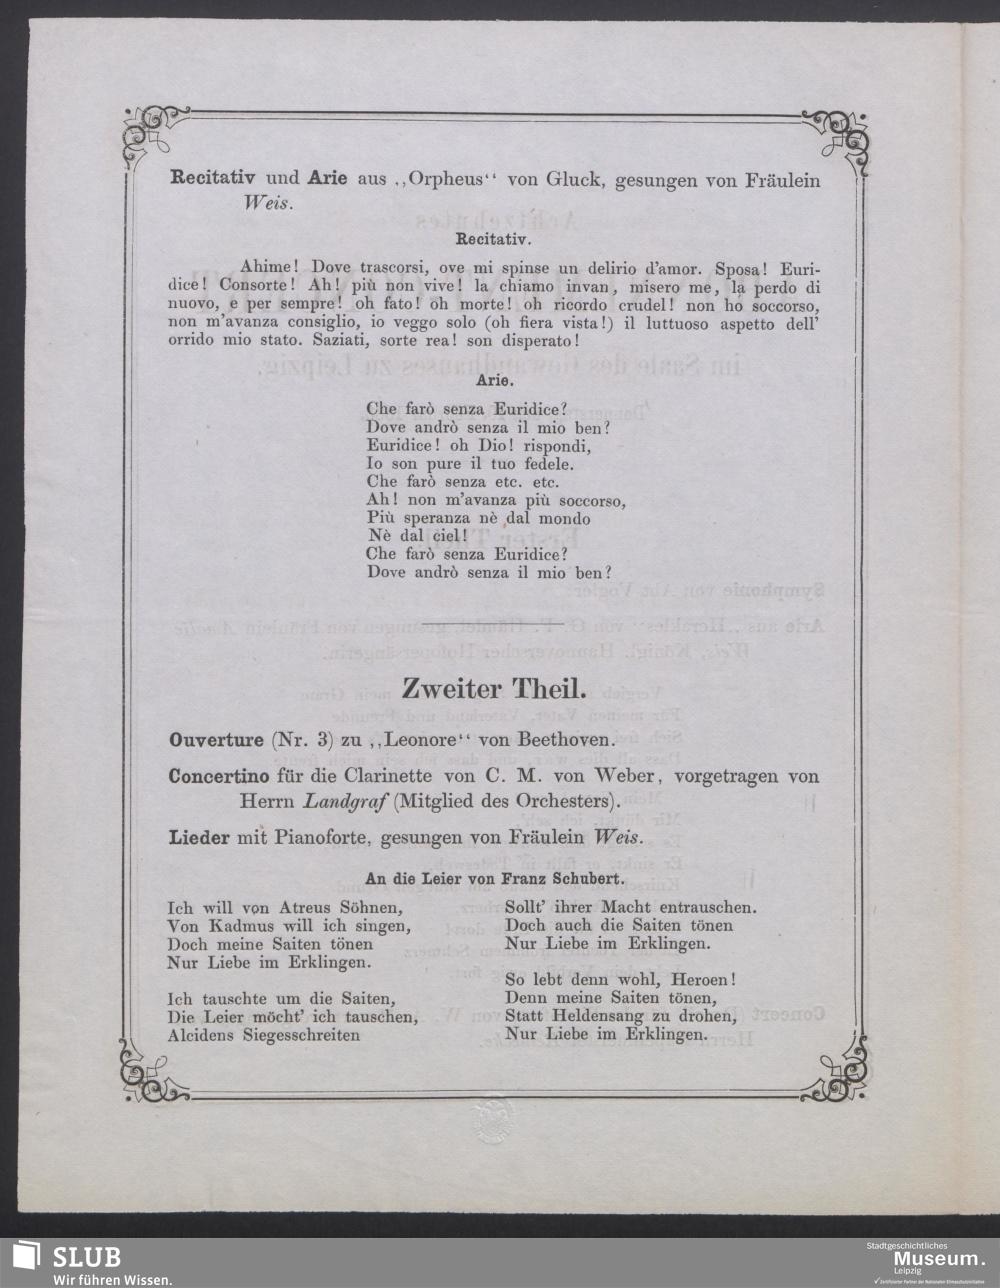 Recitativ und Arie aus ,,Orpheus“ von Gluck, gesungen von Fräulein
Weis.
Recitativ.
Ahime! Dove trascorsi, ove mi spinse un delirio d’amor. Sposa! Euri-
dice! Consorte! Ah! più non vive! la chiamo invan, misero me, la perdo di
nuovo, e per sempre! oh fato! oh morte! oh ricordo crudel! non ho soccorso,
non m’avanza consiglio, io veggo solo (oh fiera vista!) il luttuoso aspetto dell’
orrido mio stato. Saziati, sorte rea! son disperato!
Arie.
Che farò senza Euridice?
Dove andrò senza il mio ben?
Euridice! oh Dio! rispondi,
Io son pure il tuo fedele.
Che farò senza etc. etc.
Ah! non m’avanza più soccorso,
Più speranza nè dal mondo
Nè dal ciel!
Che farò senza Euridice?
Dove andrò senza il mio ben?
Zweiter Theil.
Ouverture (Nr. 3) zu ,,Leonore“ von Beethoven.
Concertino für die Clarinette von C. M. von Weber, vorgetragen von
Herrn Landgraf (Mitglied des Orchesters).
Lieder mit Pianoforte, gesungen von Fräulein Weis.
An die Leier von Franz Schubert.
Ich will von Atreus Söhnen,
Von Kadmus will ich singen,
Doch meine Saiten tönen
Nur Liebe im Erklingen.
Ich tauschte um die Saiten,
Die Leier möcht’ ich tauschen,
Alcidens Siegesschreiten
Sollt’ ihrer Macht entrauschen.
Doch auch die Saiten tönen
Nur Liebe im Erklingen.
So lebt denn wohl, Heroen!
Denn meine Saiten tönen,
Statt Heldensang zu drohen,
Nur Liebe im Erklingen.
SLUB
Wir führen Wissen.
Stadtgeschichtliches
Museum.
Leipzig
Zertifizierter Partner der Nationalen Klimaschutzinitiative